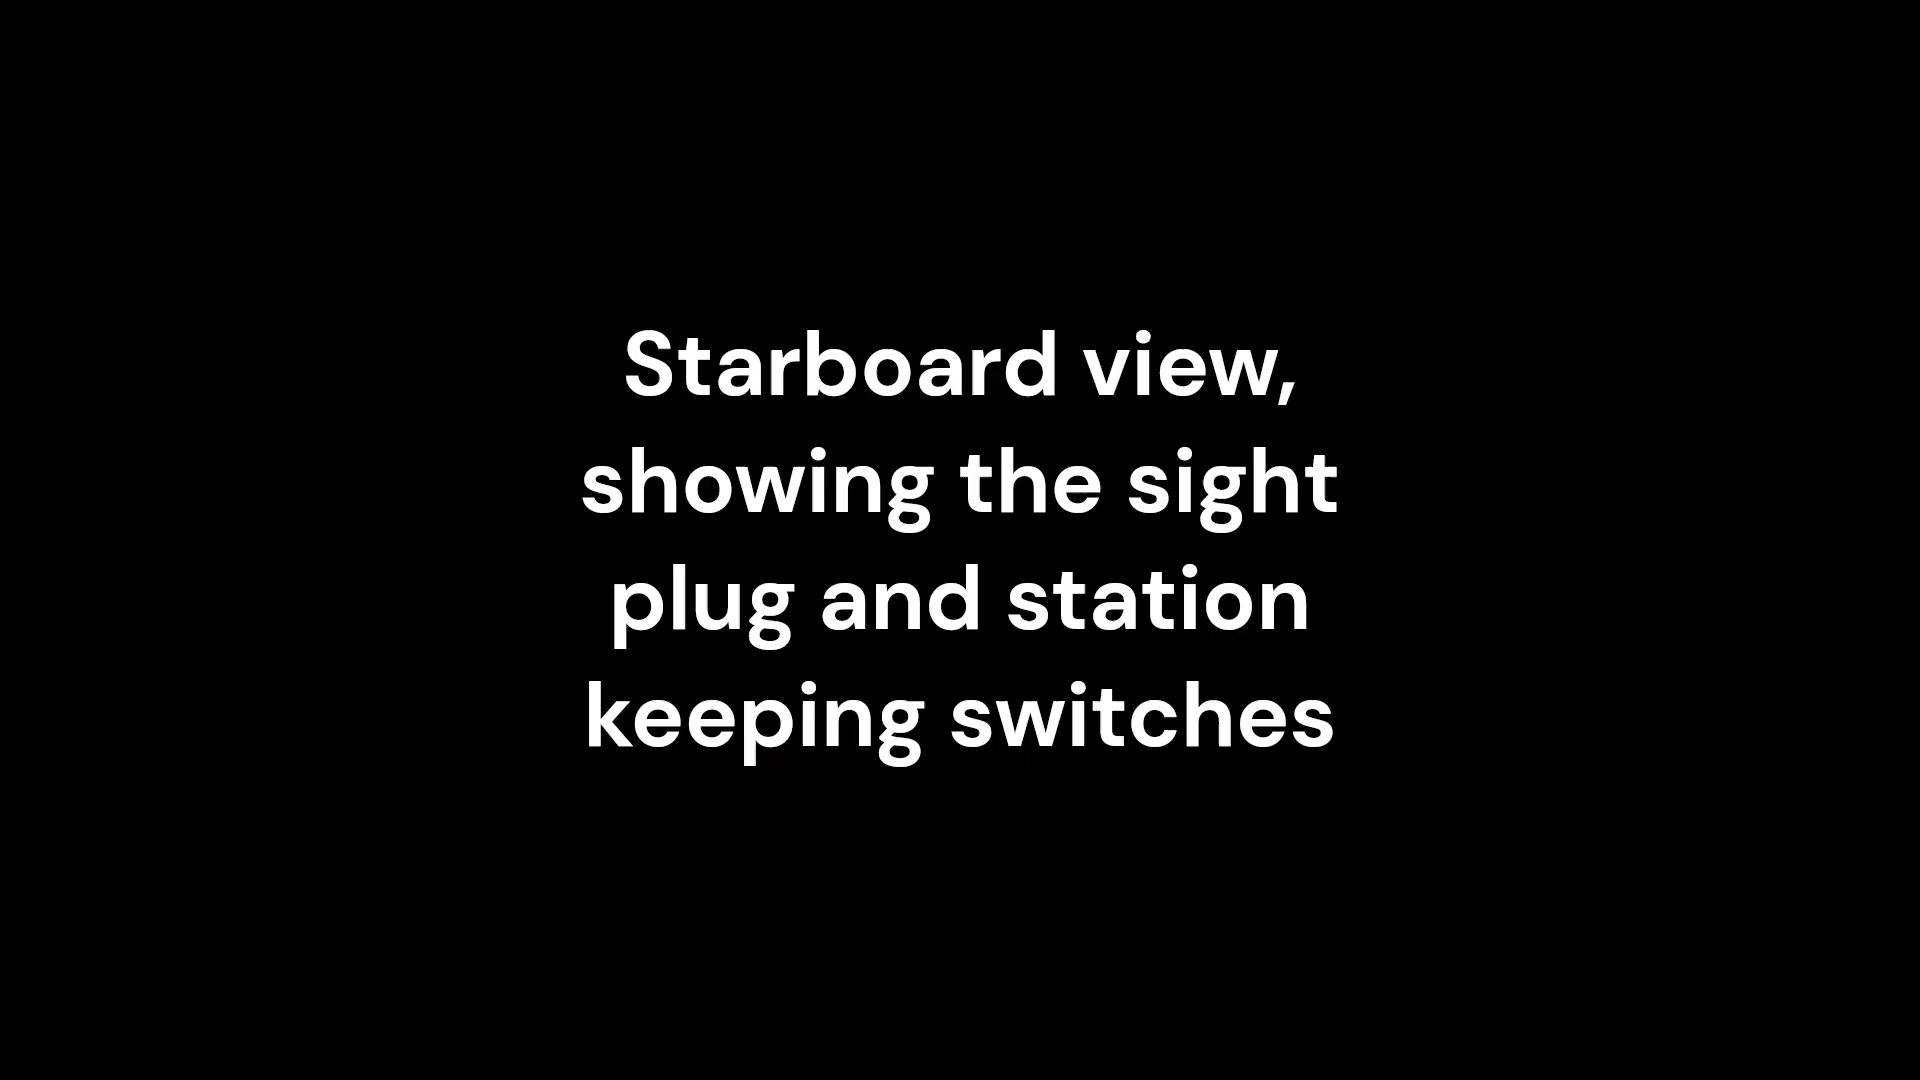 Starboard view,
showing the sight
plug and station
keeping switches